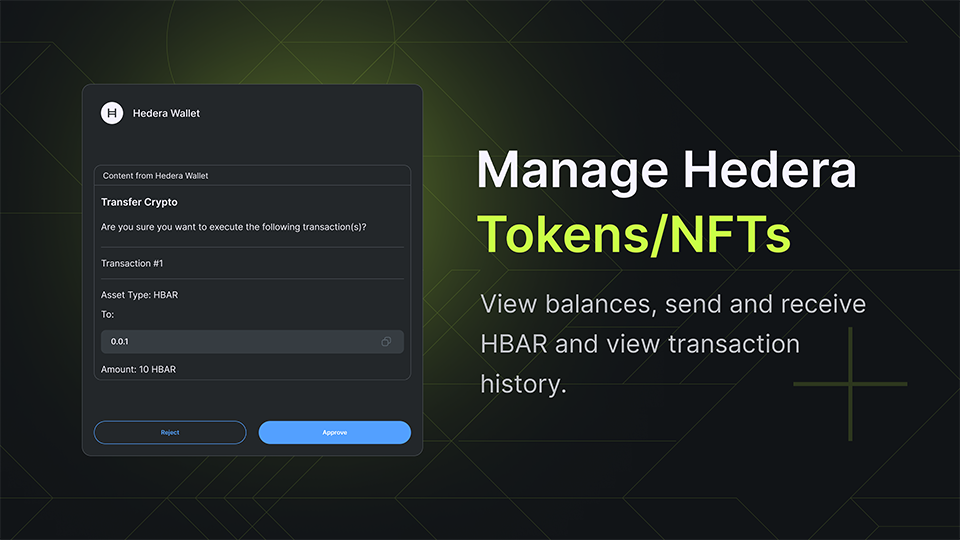 Hedera Wallet
Content from Hedera Wallet
Transfer Crypto
Are you sure you want to execute the following transaction(s)?
Transaction #1
Asset Type: HBAR
To:
0.0.1
Amount: 10 HBAR
Reject
Approve
Manage Hedera
Tokens/NFTs
View balances, send and receive
HBAR and view transaction
history.